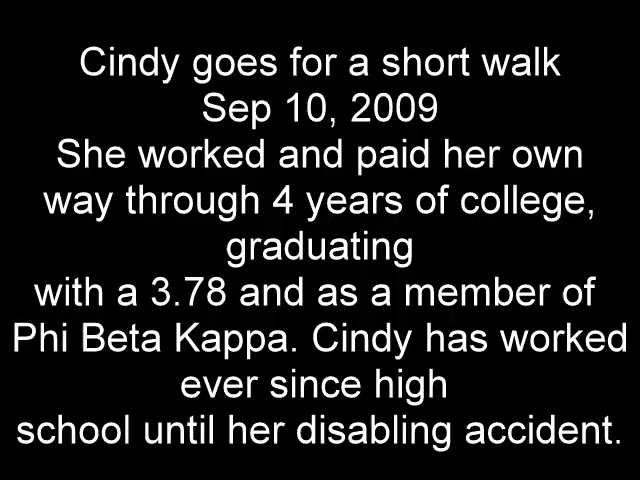 Cindy goes for a short walk
Sep 10, 2009
She worked and paid her own
way through 4 years of college,
graduating
with a 3.78 and as a member of
Phi Beta Kappa. Cindy has worked
ever since high
school until her disabling accident.